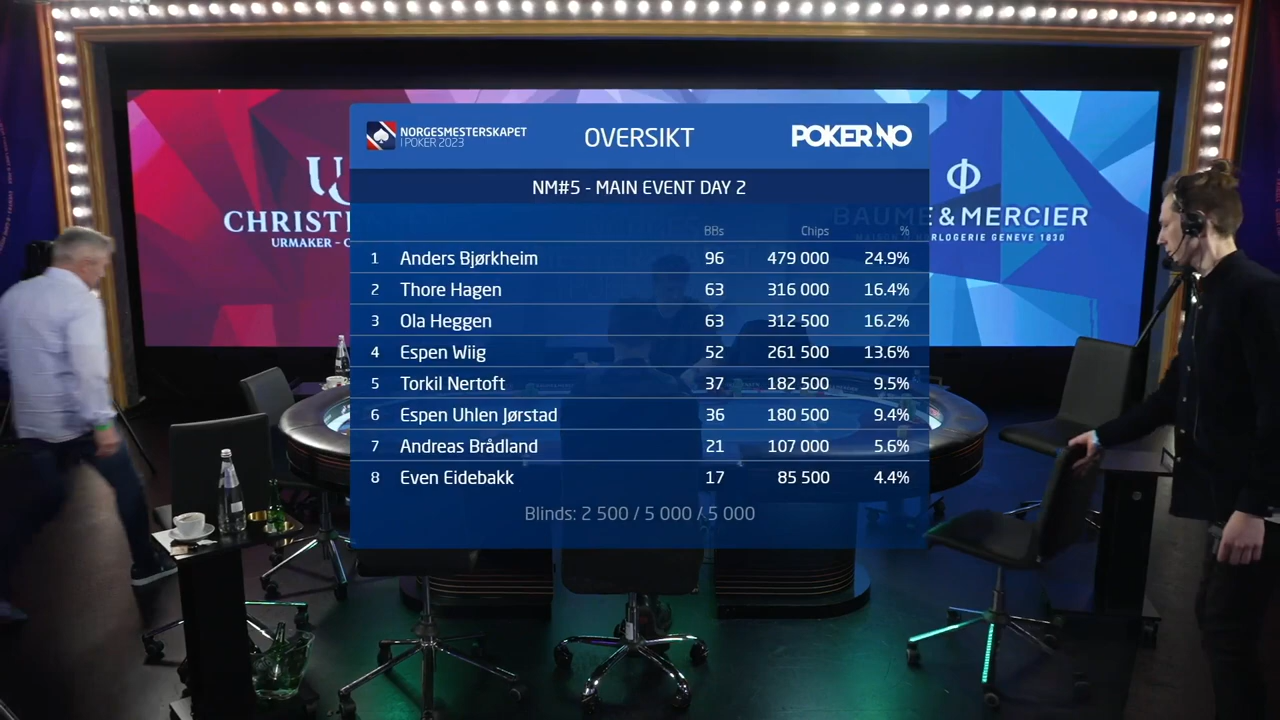 NORGESMESTERSKAPET
I POKER 2023
OVERSIKT
POKER.NO
NM#5 - MAIN EVENT DAY 2
BBs Chips %
1 Anders Bjørkheim 96 479 000 24.9%
2 Thore Hagen 63 316 000 16.4%
3 Ola Heggen 63 312 500 16.2%
4 Espen Wiig 52 261 500 13.6%
5 Torkil Nertoft 37 182 500 9.5%
6 Espen Uhlen Jørstad 36 180 500 9.4%
7 Andreas Brådland 21 107 000 5.6%
8 Even Eidebakk 17 85 500 4.4%
Blinds: 2 500 / 5 000 / 5 000
CHRIST
URMAKER -
BAUME & MERCIER
GENEVE 1830